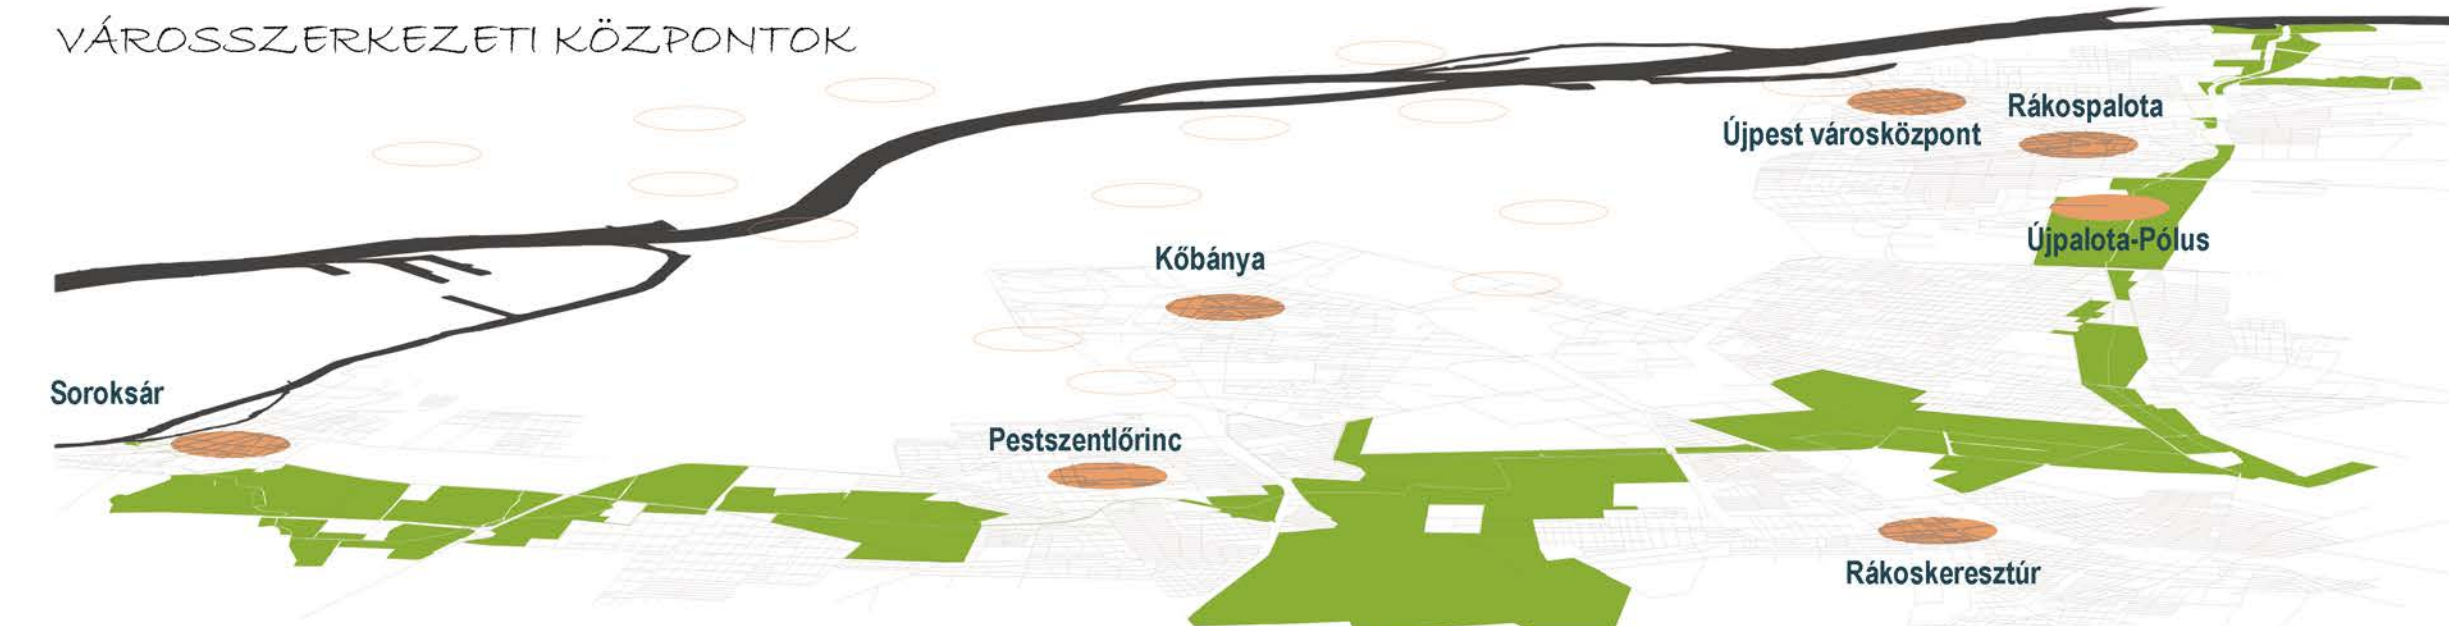 VÁROSSZERKEZETI KÖZPONTOK
Rákospalota
Újpest városközpont
Újpalota-Pólus
Kőbánya
Soroksár
Pestszentlőrinc
Rákoskeresztúr